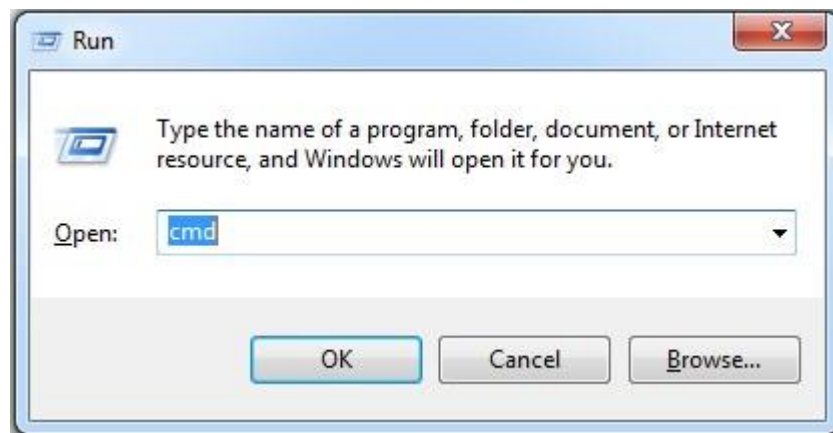 Run
Type the name of a program, folder, document, or Internet
resource, and Windows will open it for you.
Open: cmd
OK Cancel Browse...